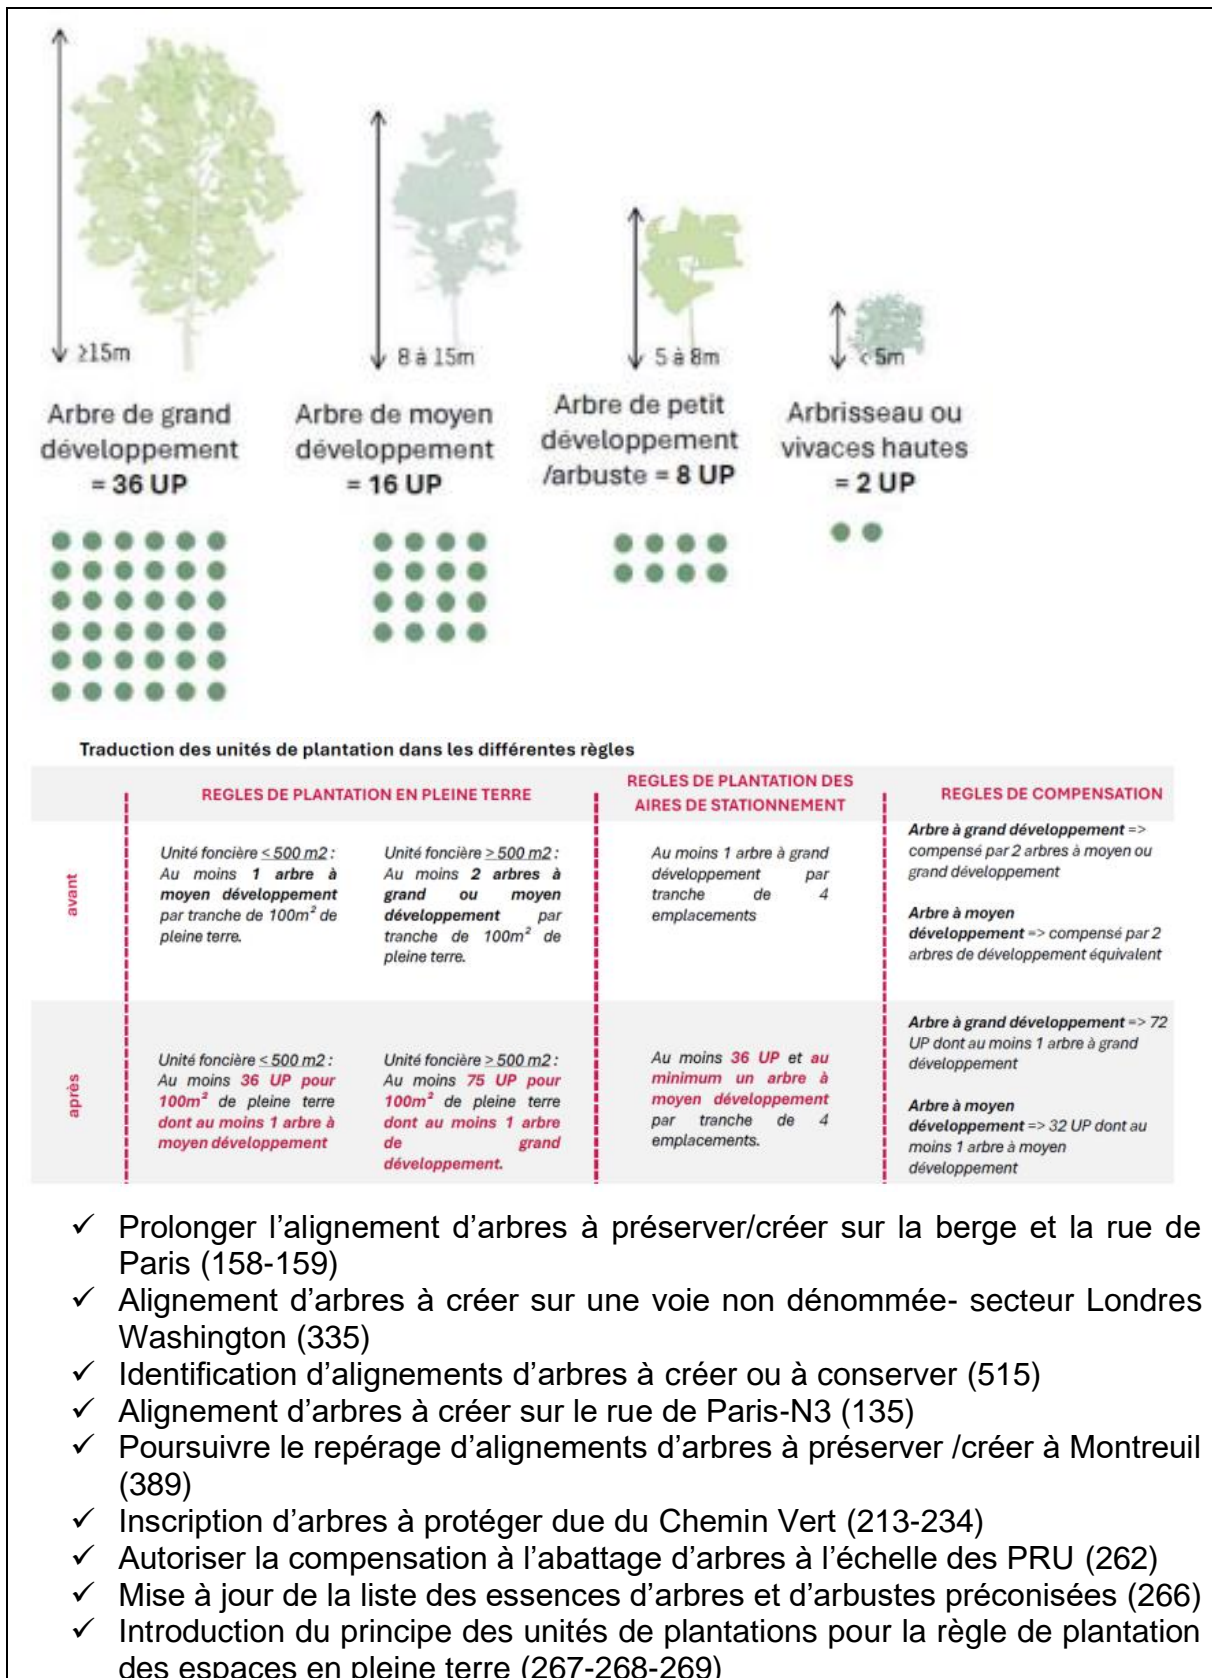 ≥15m
8 à 15m
5 à 8m
< 5m
Arbre de grand
développement
= 36 UP
Arbre de moyen
développement
= 16 UP
Arbre de petit
développement
/arbuste = 8 UP
Arbrisseau ou
vivaces hautes
= 2 UP
Traduction des unités de plantation dans les différentes règles
REGLES DE PLANTATION EN PLEINE TERRE
REGLES DE PLANTATION DES
AIRES DE STATIONNEMENT
REGLES DE COMPENSATION
avant
Unité foncière < 500 m2 :
Au moins 1 arbre à
moyen développement
par tranche de 100m² de
pleine terre.
Unité foncière > 500 m2 :
Au moins 2 arbres à
grand ou moyen
développement par
tranche de 100m² de
pleine terre.
Au moins 1 arbre à grand
développement par
tranche de 4
emplacements
Arbre à grand développement =>
compensé par 2 arbres à moyen ou
grand développement
Arbre à moyen
développement => compensé par 2
arbres de développement équivalent
après
Unité foncière < 500 m2 :
Au moins 36 UP pour
100m² de pleine terre
dont au moins 1 arbre à
moyen développement
Unité foncière > 500 m2 :
Au moins 75 UP pour
100m² de pleine terre
dont au moins 1 arbre
de grand
développement.
Au moins 36 UP et au
minimum un arbre à
moyen développement
par tranche de 4
emplacements.
Arbre à grand développement => 72
UP dont au moins 1 arbre à grand
développement
Arbre à moyen
développement => 32 UP dont au
moins 1 arbre à moyen
développement
✓ Prolonger l’alignement d’arbres à préserver/créer sur la berge et la rue de
Paris (158-159)
✓ Alignement d’arbres à créer sur une voie non dénommée- secteur Londres
Washington (335)
✓ Identification d’alignements d’arbres à créer ou à conserver (515)
✓ Alignement d’arbres à créer sur le rue de Paris-N3 (135)
✓ Poursuivre le repérage d’alignements d’arbres à préserver /créer à Montreuil
(389)
✓ Inscription d’arbres à protéger due du Chemin Vert (213-234)
✓ Autoriser la compensation à l’abattage d’arbres à l’échelle des PRU (262)
✓ Mise à jour de la liste des essences d’arbres et d’arbustes préconisées (266)
✓ Introduction du principe des unités de plantations pour la règle de plantation
des espaces en pleine terre (267-268-269)